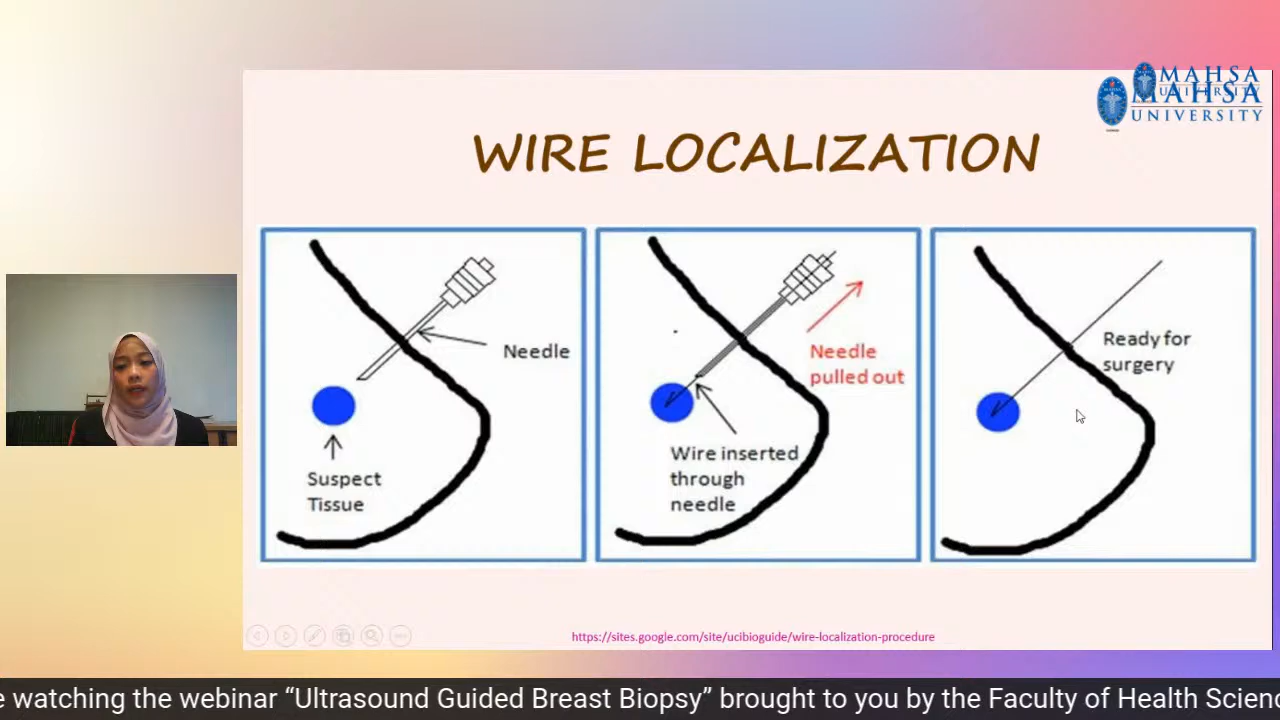 MAHSA
UNIVERSITY
MAHSA
UNIVERSITY
WIRE LOCALIZATION
Needle
Suspect
Tissue
Needle
pulled out
Wire inserted
through
needle
Ready for
surgery
https://sites.google.com/site/ucibioguide/wire-localization-procedure
e watching the webinar “Ultrasound Guided Breast Biopsy” brought to you by the Faculty of Health Scienc